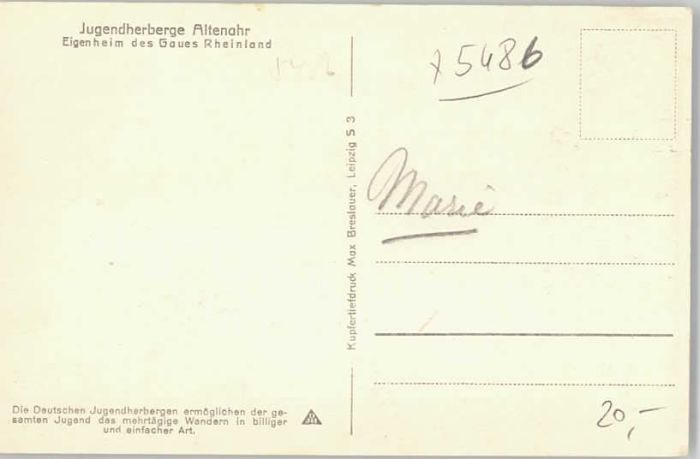 Jugendherberge Altenahr
Eigenheim des Gaues Rheinland
x5486
Marie
Kupfertiefdruck Max Breslauer, Leipzig S 3
Die Deutschen Jugendherbergen ermöglichen der ge-
samten Jugend das mehrtägige Wandern in billiger
und einfacher Art.
20,-